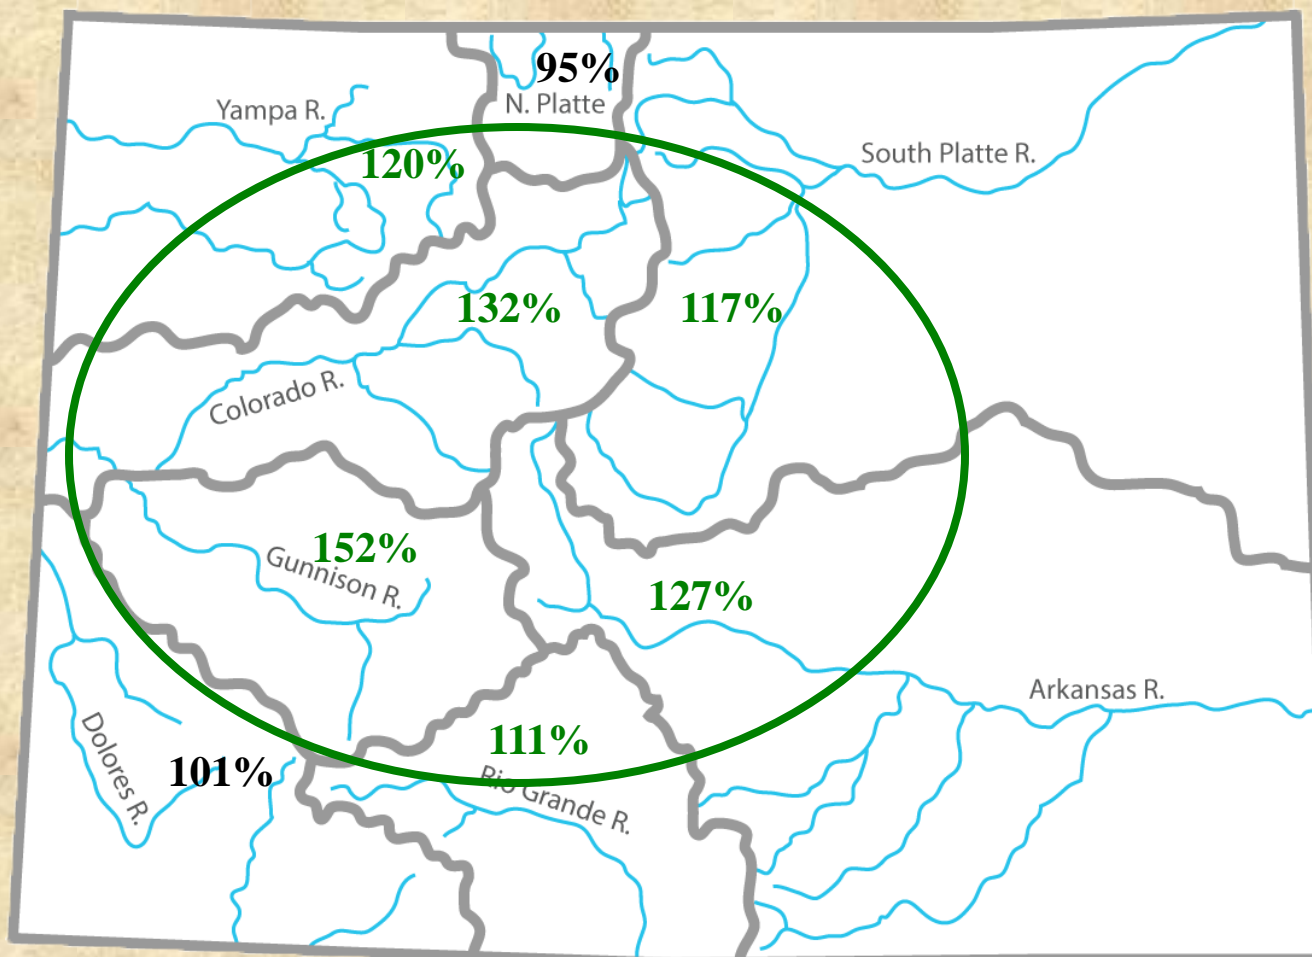 95%
N. Platte
Yampa R.
120%
South Platte R.
132%
117%
Colorado R.
152%
Gunnison R.
127%
Arkansas R.
111%
Rio Grande R.
Dolores R.
101%